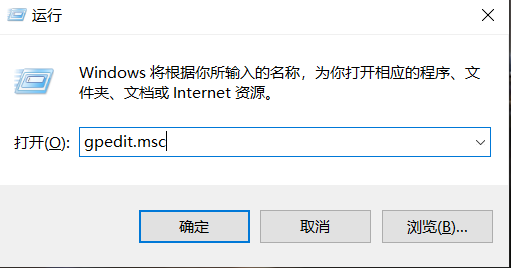 运行
Windows 将根据你所输入的名称，为你打开相应的程序、文
件夹、文档或 Internet 资源。
打开(O): gpedit.msc
确定 取消 浏览(B)...